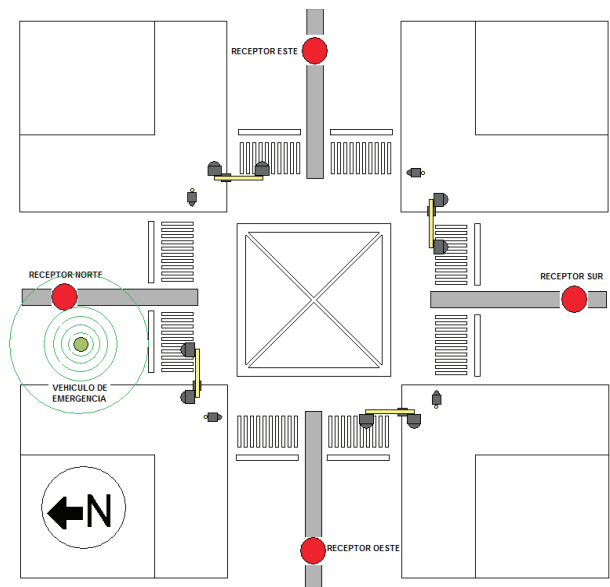 RECEPTOR ESTE
RECEPTOR NORTE
RECEPTOR SUR
VEHICULO DE
EMERGENCIA
N
RECEPTOR OESTE